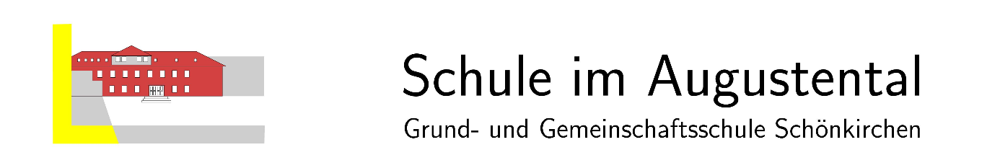 Schule im Augustental
Grund- und Gemeinschaftsschule Schönkirchen